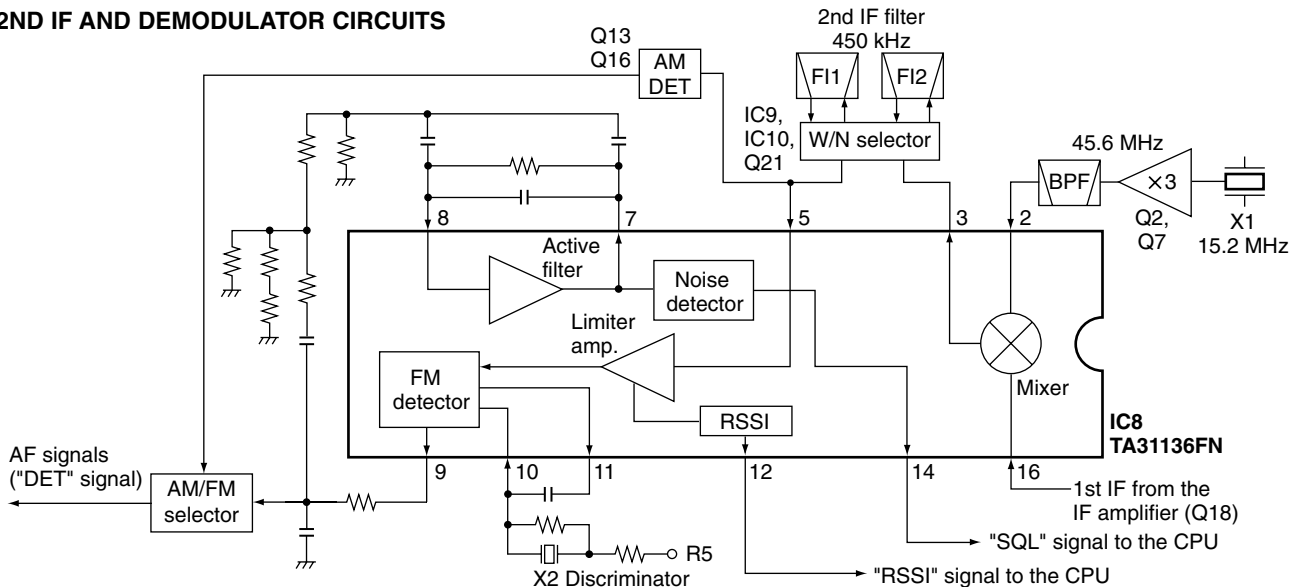 2ND IF AND DEMODULATOR CIRCUITS
2nd IF filter
450 kHz
Q13
Q16
AM
DET
FI1
FI2
IC9,
IC10,
Q21
W/N selector
45.6 MHz
BPF
×3
Q2,
Q7
X1
15.2 MHz
8
7
5
3
2
Active
filter
Noise
detector
Limiter
amp.
FM
detector
RSSI
Mixer
IC8
TA31136FN
9
10
11
12
14
16
AF signals
("DET" signal)
AM/FM
selector
1st IF from the
IF amplifier (Q18)
"SQL" signal to the CPU
R5
X2 Discriminator
"RSSI" signal to the CPU